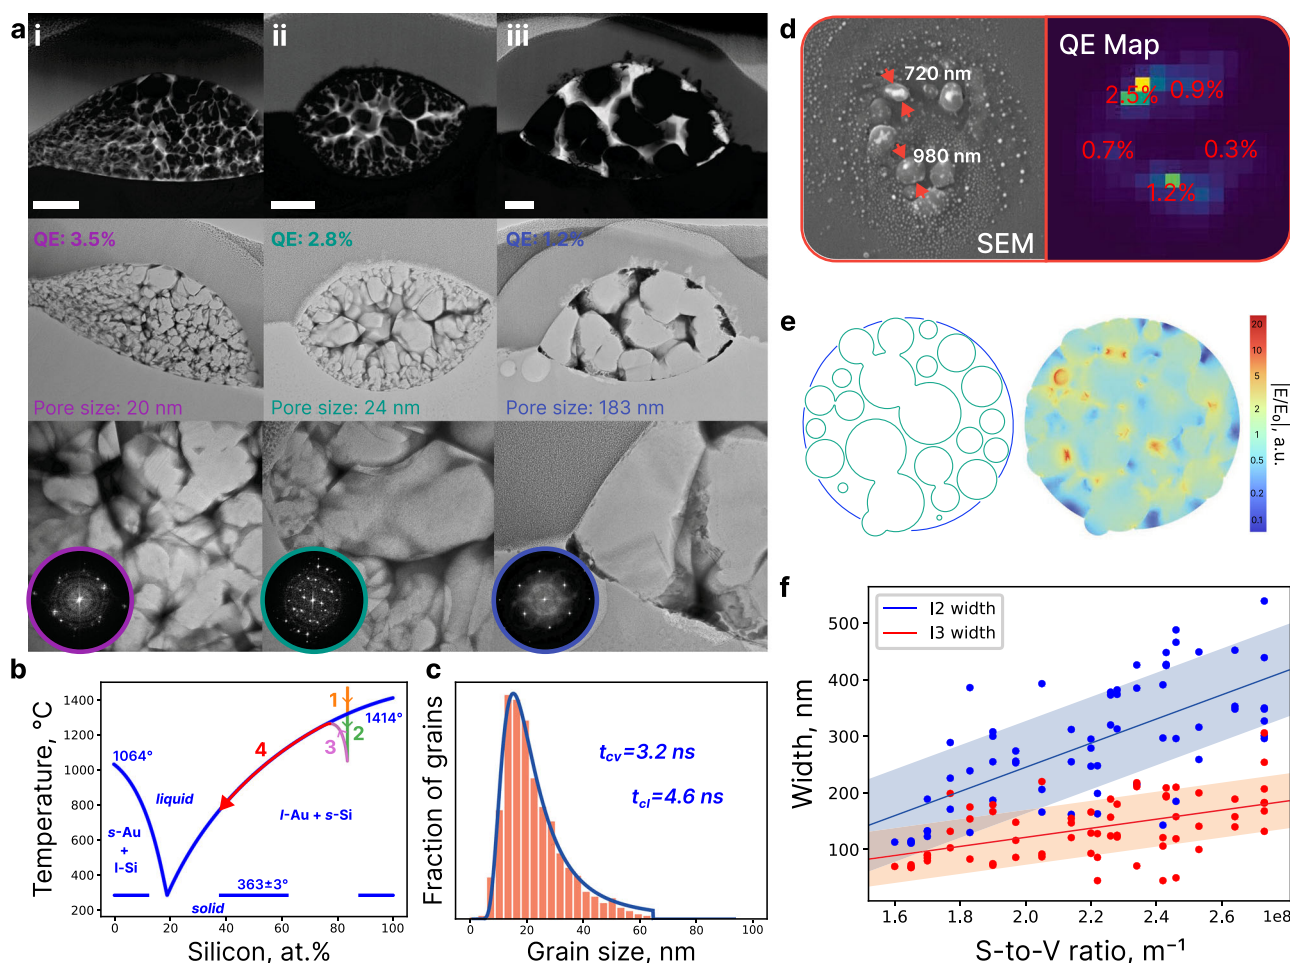 a
i
ii
iii
QE: 3.5%
QE: 2.8%
QE: 1.2%
Pore size: 20 nm
Pore size: 24 nm
Pore size: 183 nm
d
720 nm
980 nm
SEM
QE Map
2.5%
0.9%
0.7%
0.3%
1.2%
e
20
10
5
2
1
0.5
0.2
0.1
|E/E₀|, a.u.
b
Temperature, °C
1400
1200
1000
800
600
400
200
1064°
1414°
1
2
3
4
liquid
s-Au
+
l-Si
l-Au + s-Si
363±3°
solid
0
20
40
60
80
100
Silicon, at.%
c
Fraction of grains
t_cv=3.2 ns
t_cl=4.6 ns
0
20
40
60
80
100
Grain size, nm
f
I2 width
I3 width
Width, nm
500
400
300
200
100
1.6
1.8
2.0
2.2
2.4
2.6
1e8
S-to-V ratio, m⁻¹